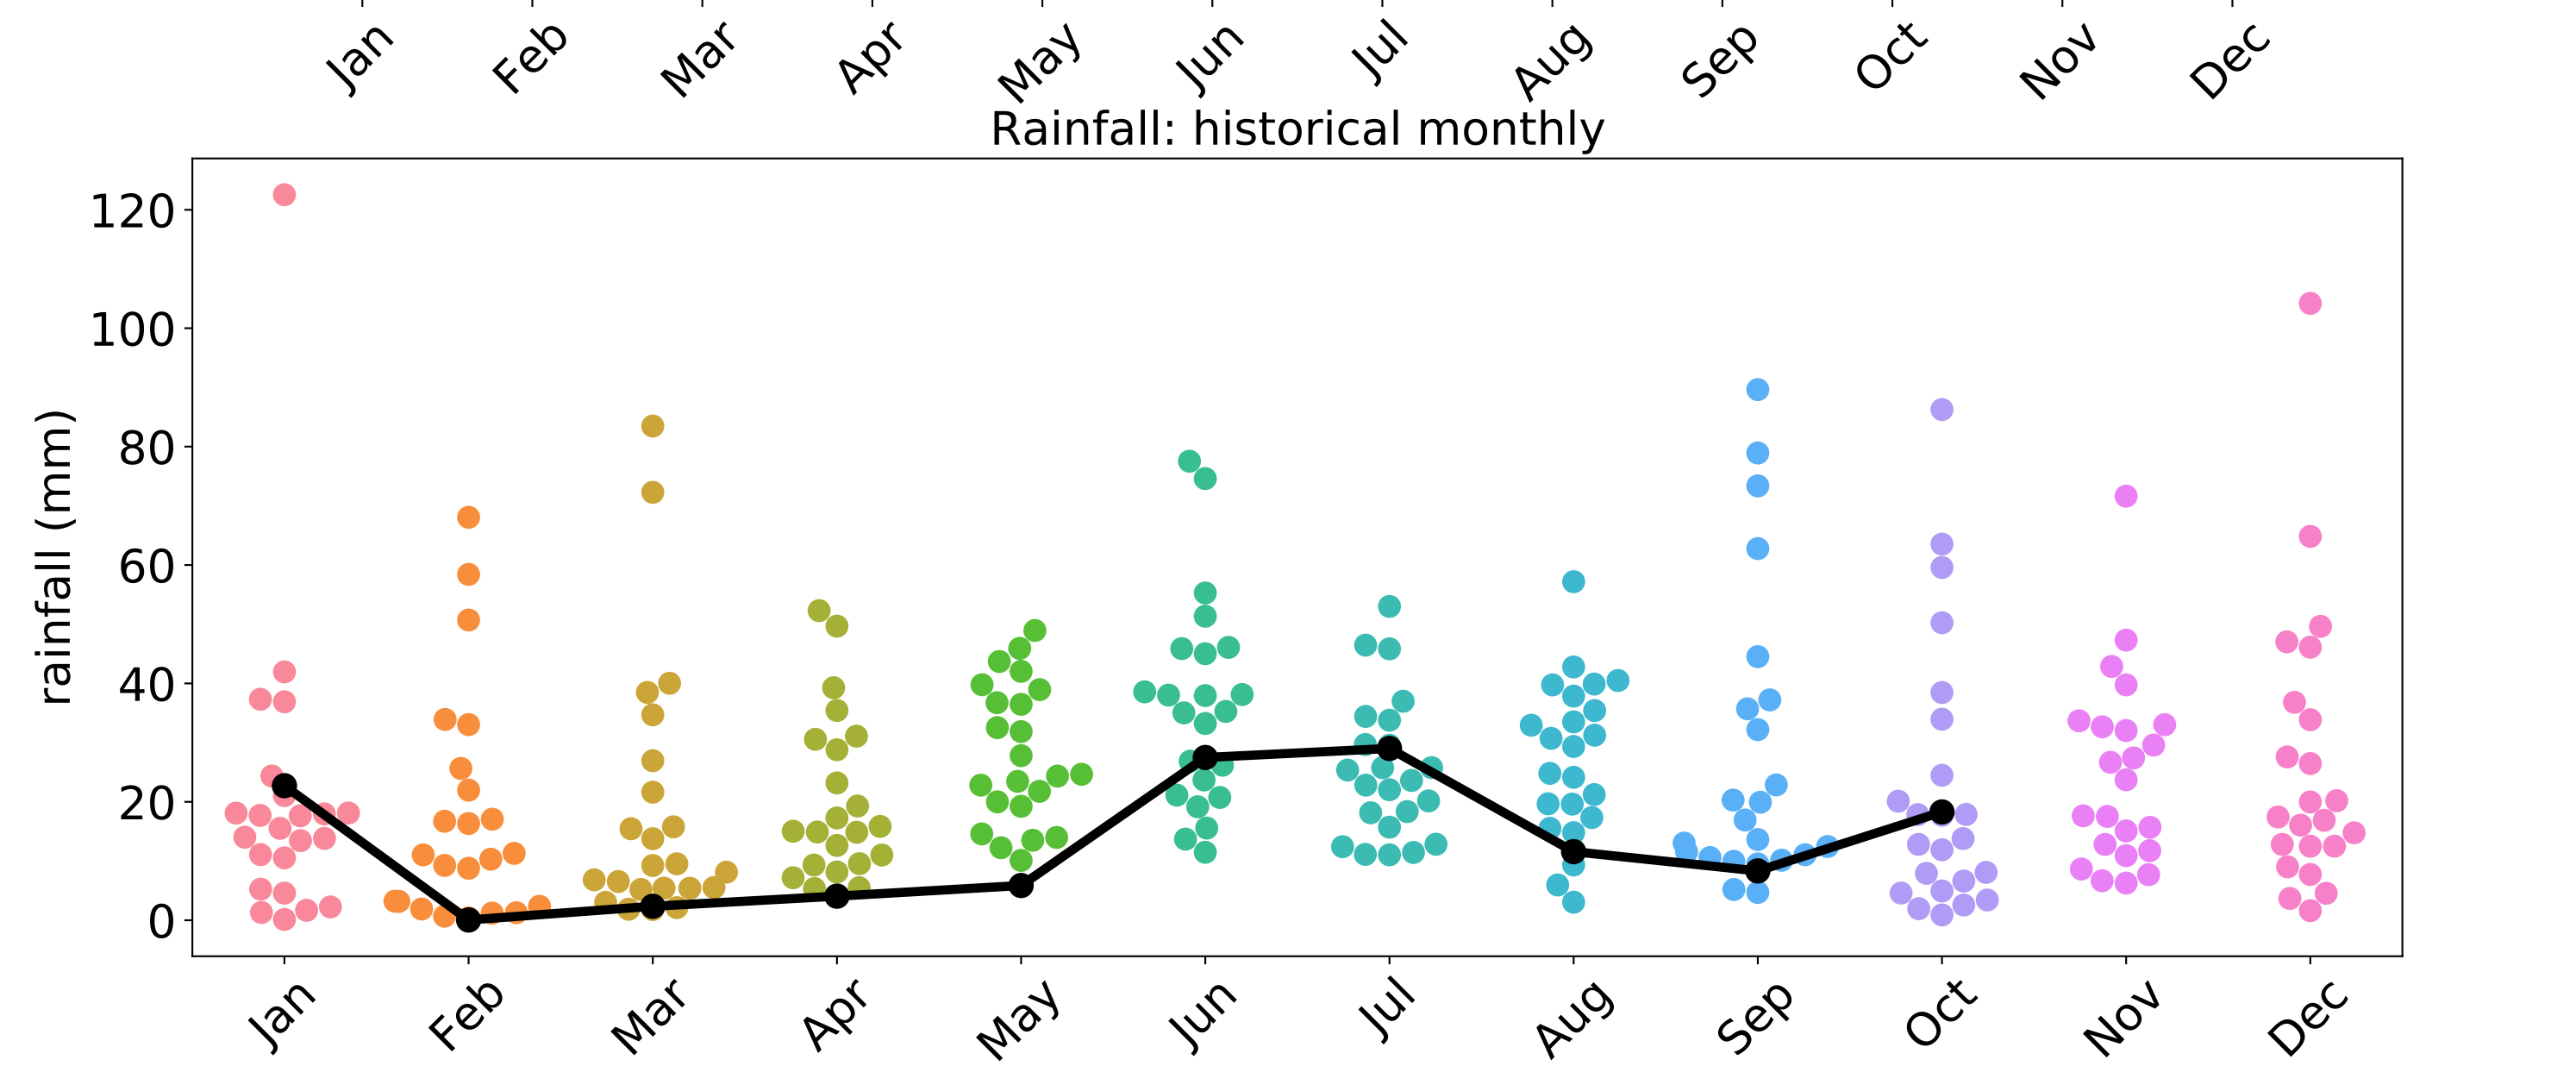 Jan Feb Mar Apr May Jun Jul Aug Sep Oct Nov Dec
Rainfall: historical monthly
120
100
80
60
40
20
0
rainfall (mm)
Jan Feb Mar Apr May Jun Jul Aug Sep Oct Nov Dec